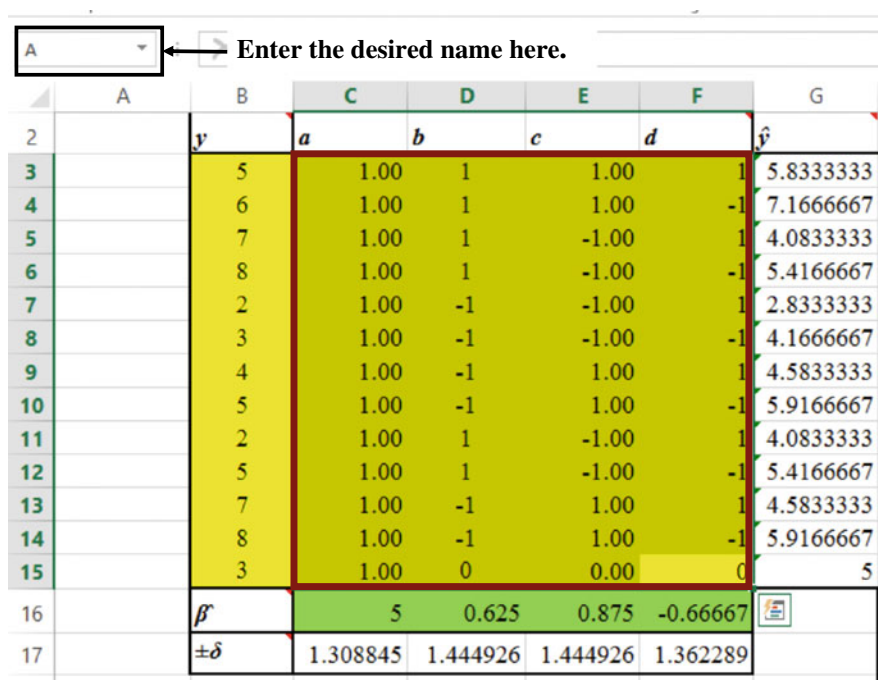 A Enter the desired name here.
A B C D E F G
2 y a b c d ŷ
3 5 1.00 1 1.00 1 5.8333333
4 6 1.00 1 1.00 -1 7.1666667
5 7 1.00 1 -1.00 1 4.0833333
6 8 1.00 1 -1.00 -1 5.4166667
7 2 1.00 -1 -1.00 1 2.8333333
8 3 1.00 -1 -1.00 -1 4.1666667
9 4 1.00 -1 1.00 1 4.5833333
10 5 1.00 -1 1.00 -1 5.9166667
11 2 1.00 1 -1.00 1 4.0833333
12 5 1.00 1 -1.00 -1 5.4166667
13 7 1.00 -1 1.00 1 4.5833333
14 8 1.00 -1 1.00 -1 5.9166667
15 3 1.00 0 0.00 0 5
16 β̂ 5 0.625 0.875 -0.66667
17 ±δ 1.308845 1.444926 1.444926 1.362289